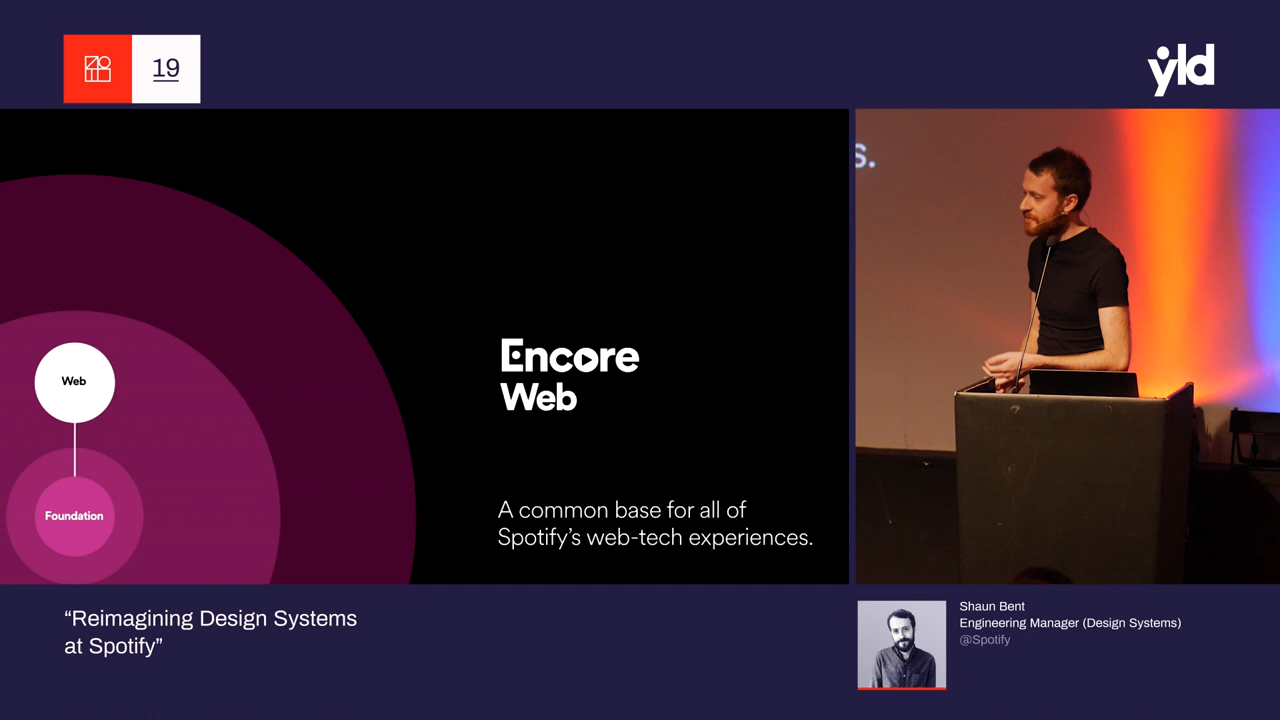 19
yld
Encore
Web
Web
Foundation
A common base for all of
Spotify’s web-tech experiences.
s.
“Reimagining Design Systems
at Spotify”
Shaun Bent
Engineering Manager (Design Systems)
@Spotify